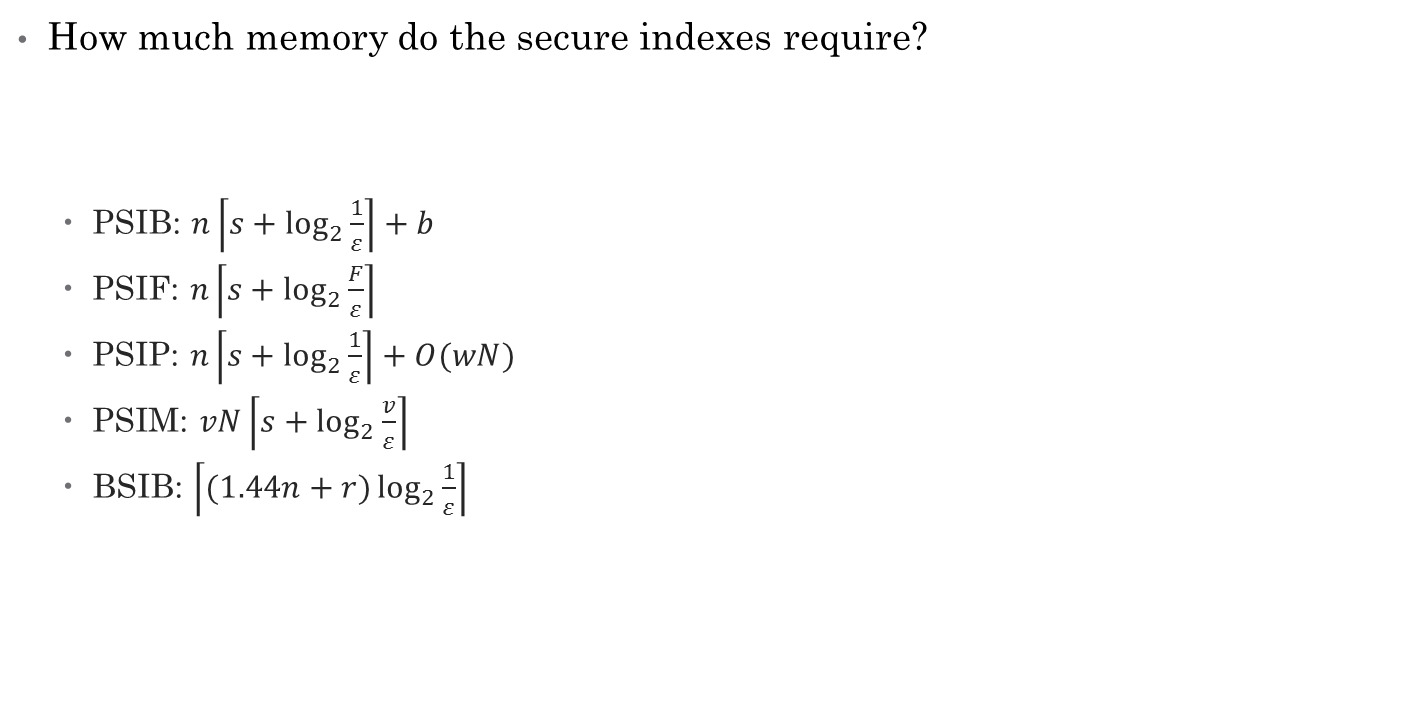 • How much memory do the secure indexes require?
• PSIB: n⌈s + log₂ 1/ε⌉ + b
• PSIF: n⌈s + log₂ F/ε⌉
• PSIP: n⌈s + log₂ 1/ε⌉ + O(wN)
• PSIM: vN⌈s + log₂ v/ε⌉
• BSIB: ⌈(1.44n + r) log₂ 1/ε⌉